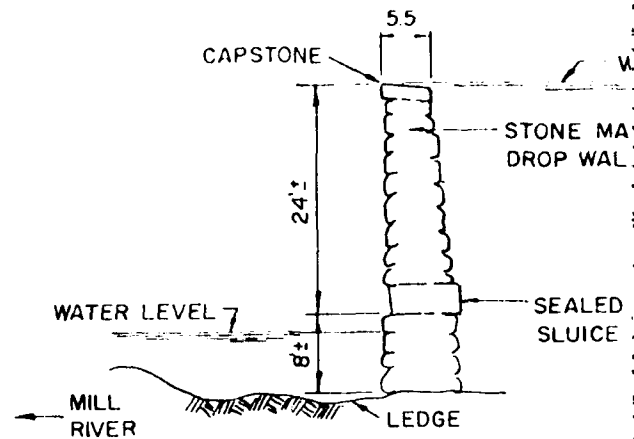 5.5
CAPSTONE
W
STONE MA
DROP WAL
24'±
WATER LEVEL
SEALED
SLUICE
8'±
MILL
RIVER
LEDGE